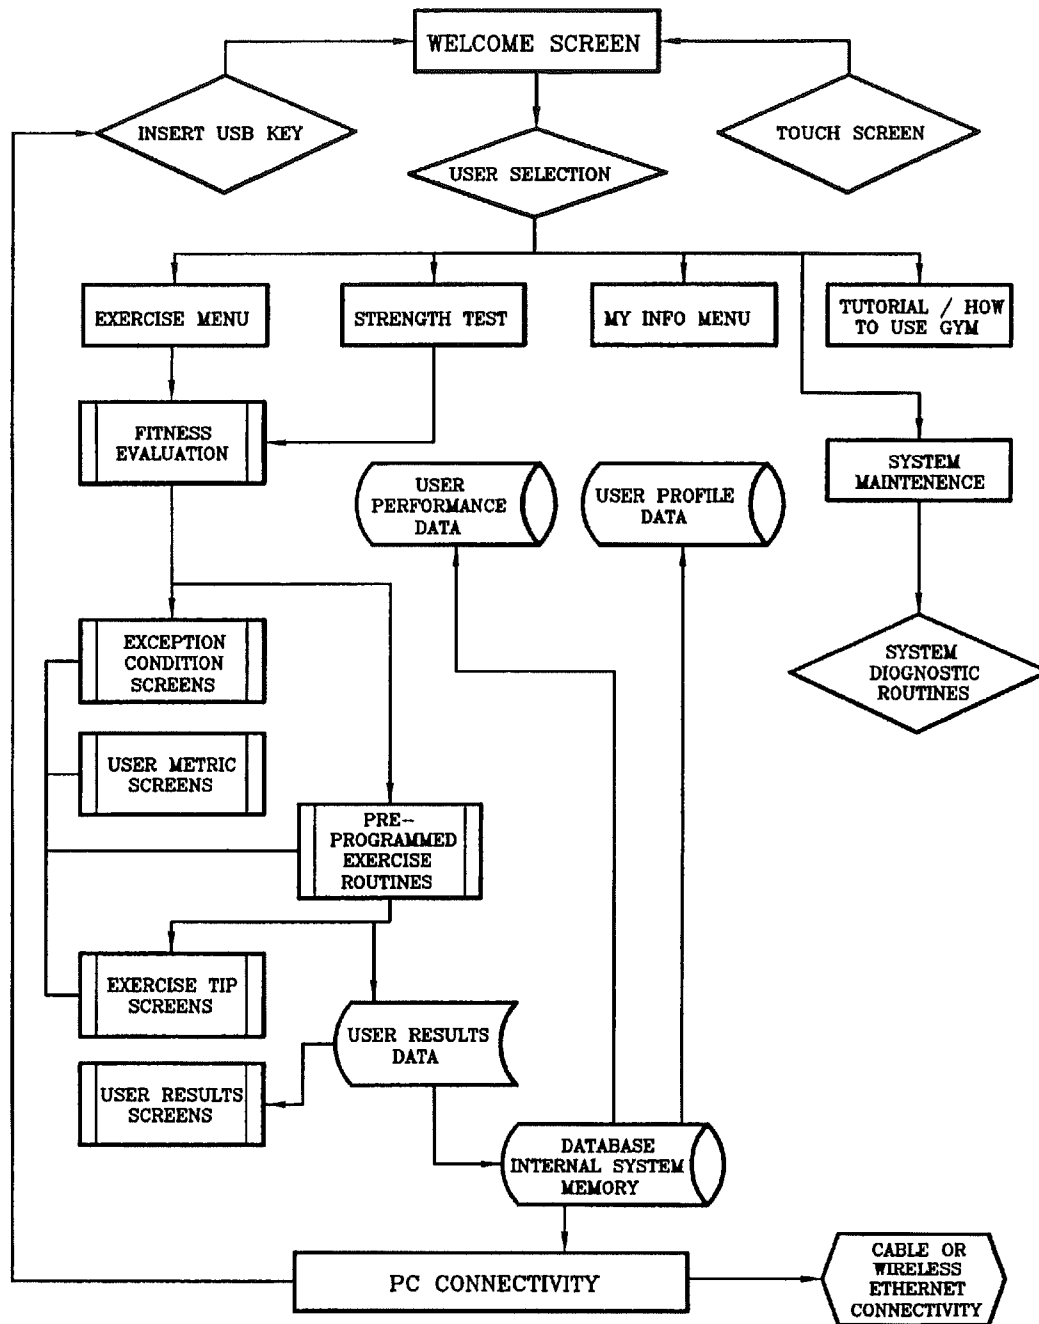 WELCOME SCREEN
INSERT USB KEY
TOUCH SCREEN
USER SELECTION
EXERCISE MENU
STRENGTH TEST
MY INFO MENU
TUTORIAL / HOW
TO USE GYM
FITNESS
EVALUATION
SYSTEM
MAINTENENCE
USER
PERFORMANCE
DATA
USER PROFILE
DATA
EXCEPTION
CONDITION
SCREENS
SYSTEM
DIOGNOSTIC
ROUTINES
USER METRIC
SCREENS
PRE-
PROGRAMMED
EXERCISE
ROUTINES
EXERCISE TIP
SCREENS
USER RESULTS
DATA
USER RESULTS
SCREENS
DATABASE
INTERNAL SYSTEM
MEMORY
PC CONNECTIVITY
CABLE OR
WIRELESS
ETHERNET
CONNECTIVITY